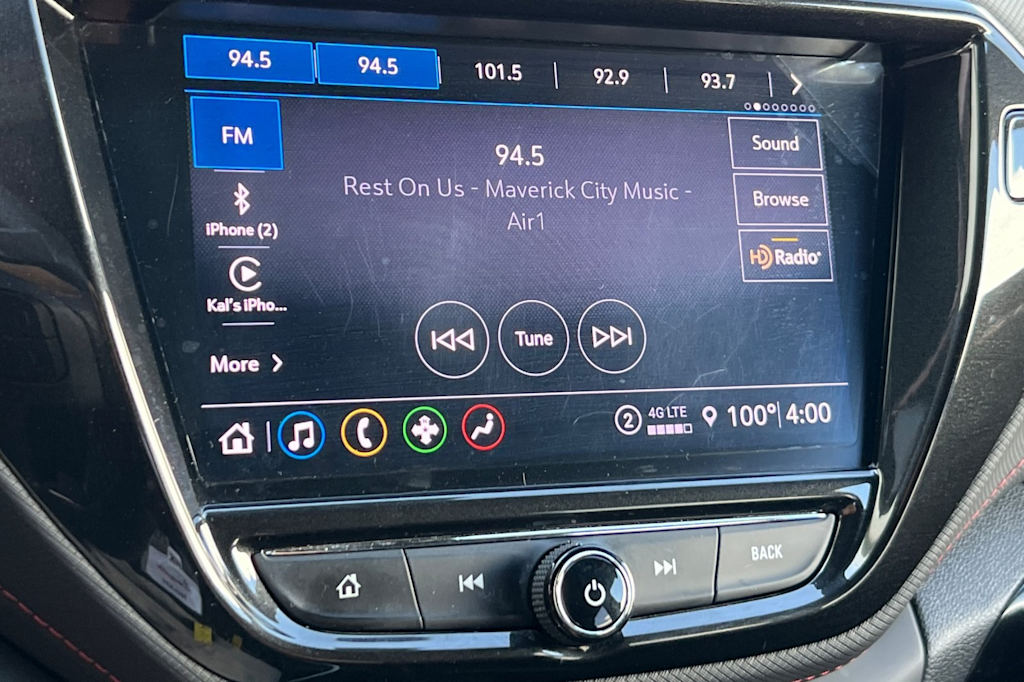 94.5 94.5 101.5 92.9 93.7
FM
94.5
Sound
Rest On Us - Maverick City Music -
Air1
Browse
iPhone (2)
HD Radio
Kal's iPho...
Tune
More
2 4G LTE 100° 4:00
BACK